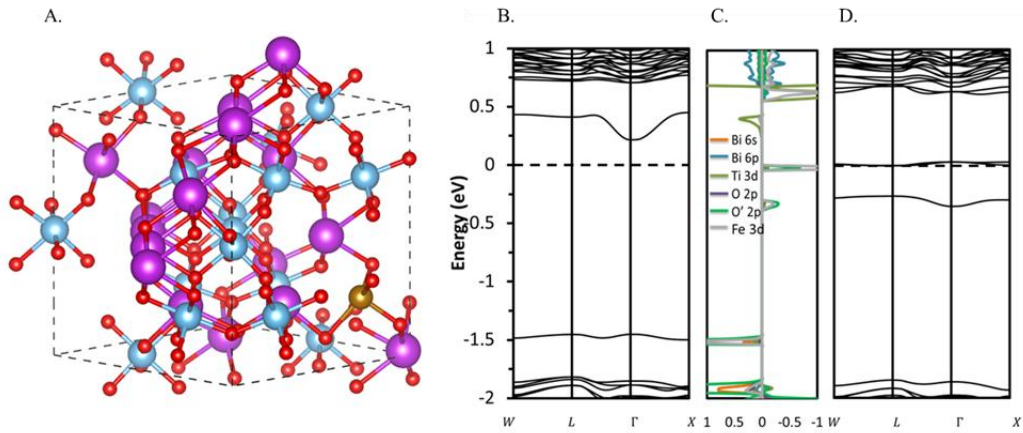 A.
B.
C.
D.
Energy (eV)
1
0.5
0
0.5
-1
-1.5
-2
Bi 6s
Bi 6p
Ti 3d
O 2p
O' 2p
Fe 3d
W L Γ X 1 0.5 0 -0.5 -1 W L Γ X